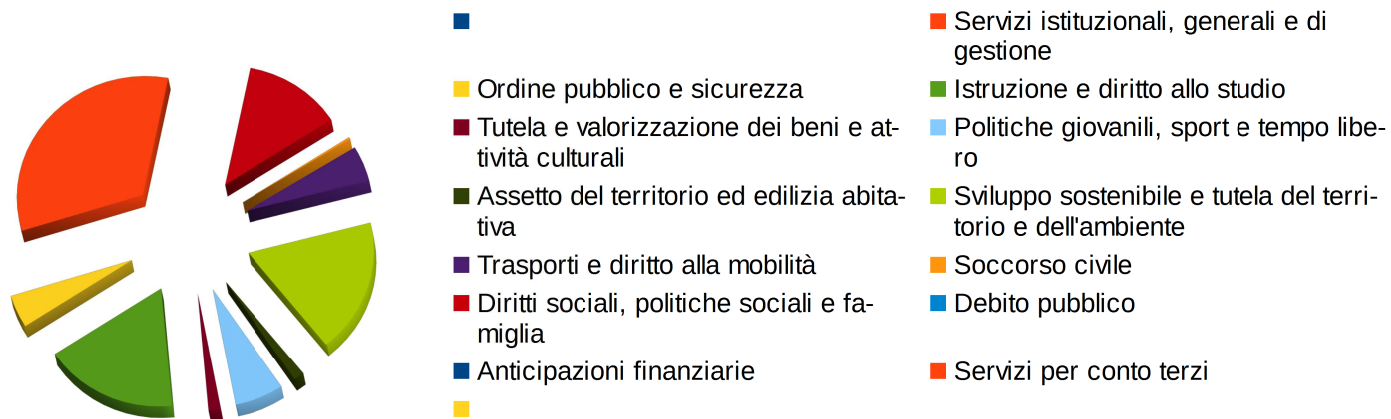 Servizi istituzionali, generali e di
gestione
Ordine pubblico e sicurezza
Istruzione e diritto allo studio
Tutela e valorizzazione dei beni e at-
tività culturali
Politiche giovanili, sport e tempo libe-
ro
Assetto del territorio ed edilizia abita-
tiva
Sviluppo sostenibile e tutela del terri-
torio e dell'ambiente
Trasporti e diritto alla mobilità
Soccorso civile
Diritti sociali, politiche sociali e fa-
miglia
Debito pubblico
Anticipazioni finanziarie
Servizi per conto terzi